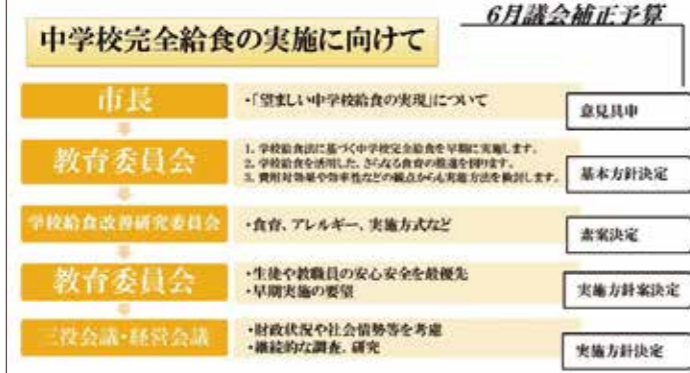 6月議会補正予算
中学校完全給食の実施に向けて
市長
・「望ましい中学校給食の実現」について
意見具申
教育委員会
1. 学校給食法に基づく中学校完全給食を早期に実施します。
2. 学校給食を活用した、さらなる食育の推進を図ります。
3. 費用対効果や効率性などの観点からも実施方法を検討します。
基本方針決定
学校給食改善研究委員会
・食育、アレルギー、実施方式など
素案決定
教育委員会
・生徒や教職員の安心安全を最優先
・早期実施の要望
実施方針案決定
三役会議・経営会議
・財政状況や社会情勢等を考慮
・継続的な調査、研究
実施方針決定